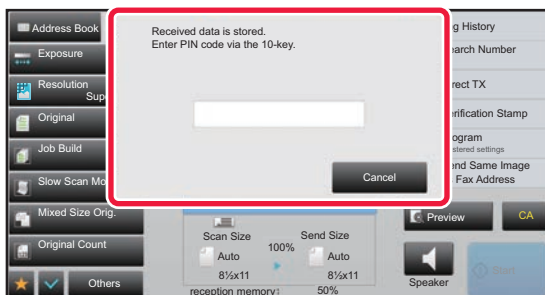 Address Book
Exposure
Resolution
Sup
Original
Job Build
Slow Scan Mo
Mixed Size Orig.
Original Count
Others
Received data is stored.
Enter PIN code via the 10-key.
Cancel
Scan Size
100%
Send Size
Auto
Auto
8½x11
8½x11
reception memory:
50%
g History
earch Number
rect TX
rification Stamp
ogram
stered settings
end Same Image
Fax Address
Preview
CA
Speaker
Start